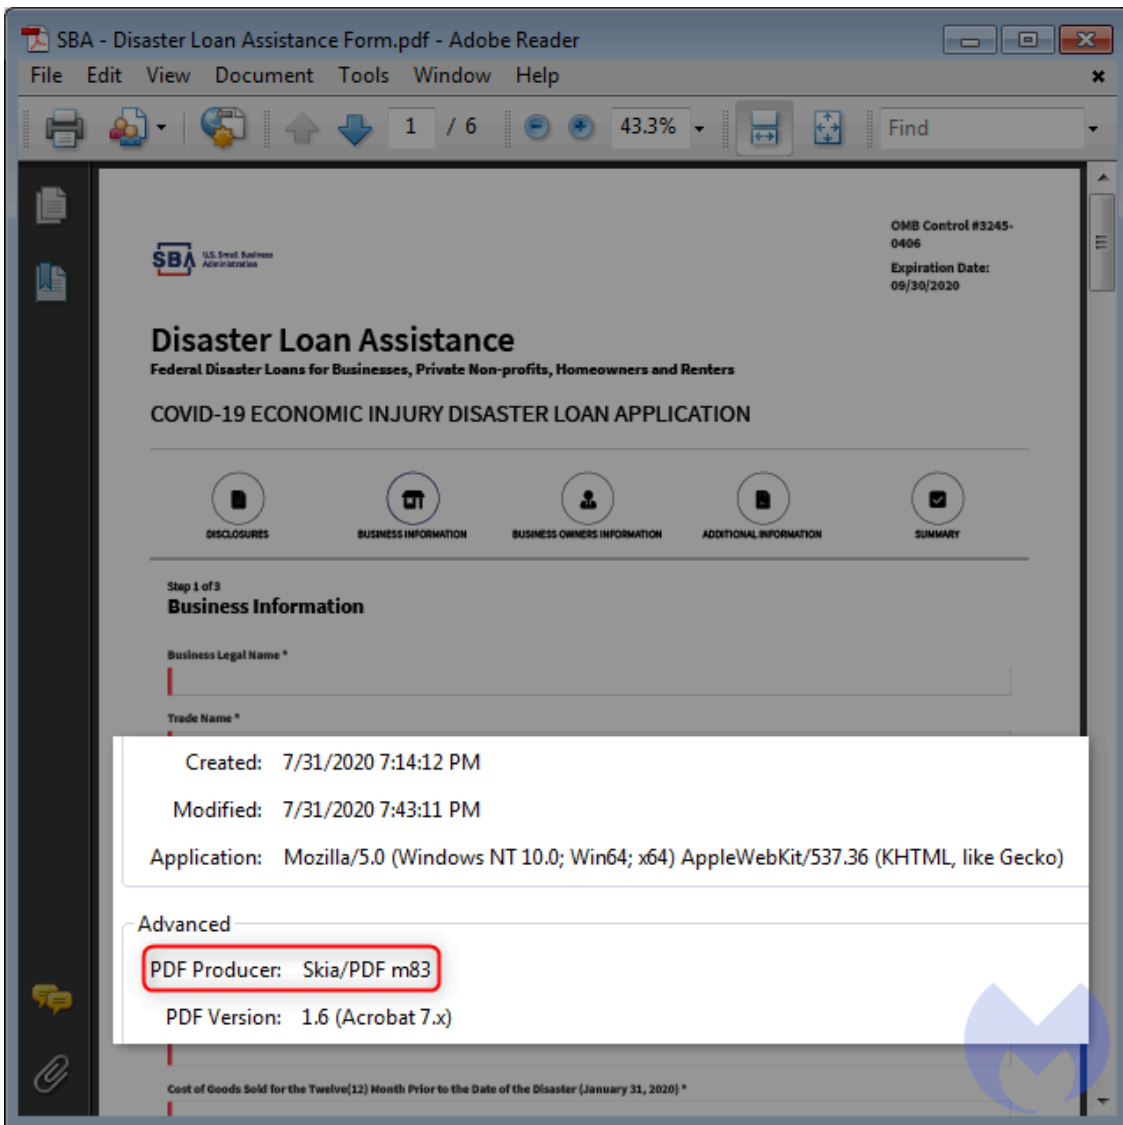 SBA - Disaster Loan Assistance Form.pdf - Adobe Reader
File Edit View Document Tools Window Help
1 / 6 43.3% Find
OMB Control #3245-
0406
Expiration Date:
09/30/2020
SBA U.S. Small Business
Administration
Disaster Loan Assistance
Federal Disaster Loans for Businesses, Private Non-profits, Homeowners and Renters
COVID-19 ECONOMIC INJURY DISASTER LOAN APPLICATION
DISCLOSURES BUSINESS INFORMATION BUSINESS OWNERS INFORMATION ADDITIONAL INFORMATION SUMMARY
Step 1 of 3
Business Information
Business Legal Name *
Trade Name *
Created: 7/31/2020 7:14:12 PM
Modified: 7/31/2020 7:43:11 PM
Application: Mozilla/5.0 (Windows NT 10.0; Win64; x64) AppleWebKit/537.36 (KHTML, like Gecko)
Advanced
PDF Producer: Skia/PDF m83
PDF Version: 1.6 (Acrobat 7.x)
Cost of Goods Sold for the Twelve(12) Month Prior to the Date of the Disaster (January 31, 2020) *